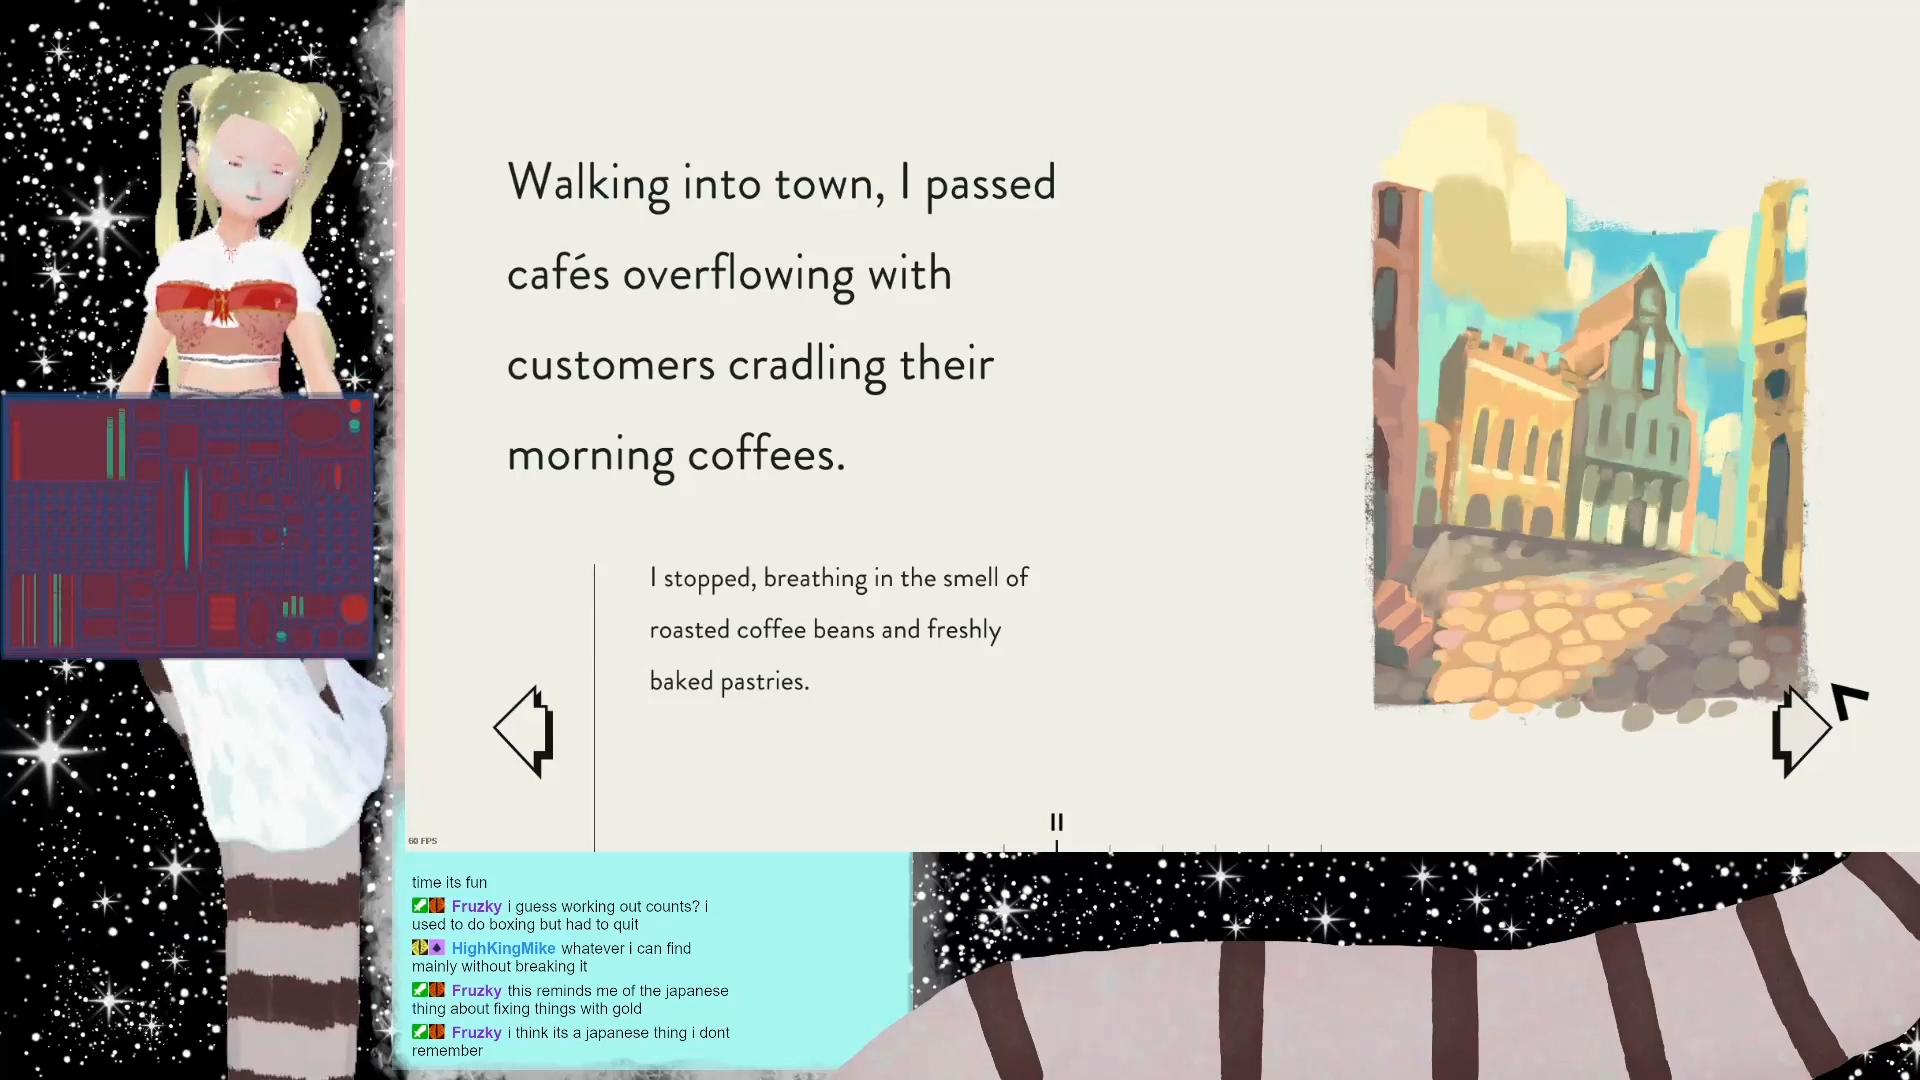 Walking into town, I passed
cafés overflowing with
customers cradling their
morning coffees.
I stopped, breathing in the smell of
roasted coffee beans and freshly
baked pastries.
60 FPS
time its fun
Fruzky i guess working out counts? i
used to do boxing but had to quit
HighKingMike whatever i can find
mainly without breaking it
Fruzky this reminds me of the japanese
thing about fixing things with gold
Fruzky i think its a japanese thing i dont
remember